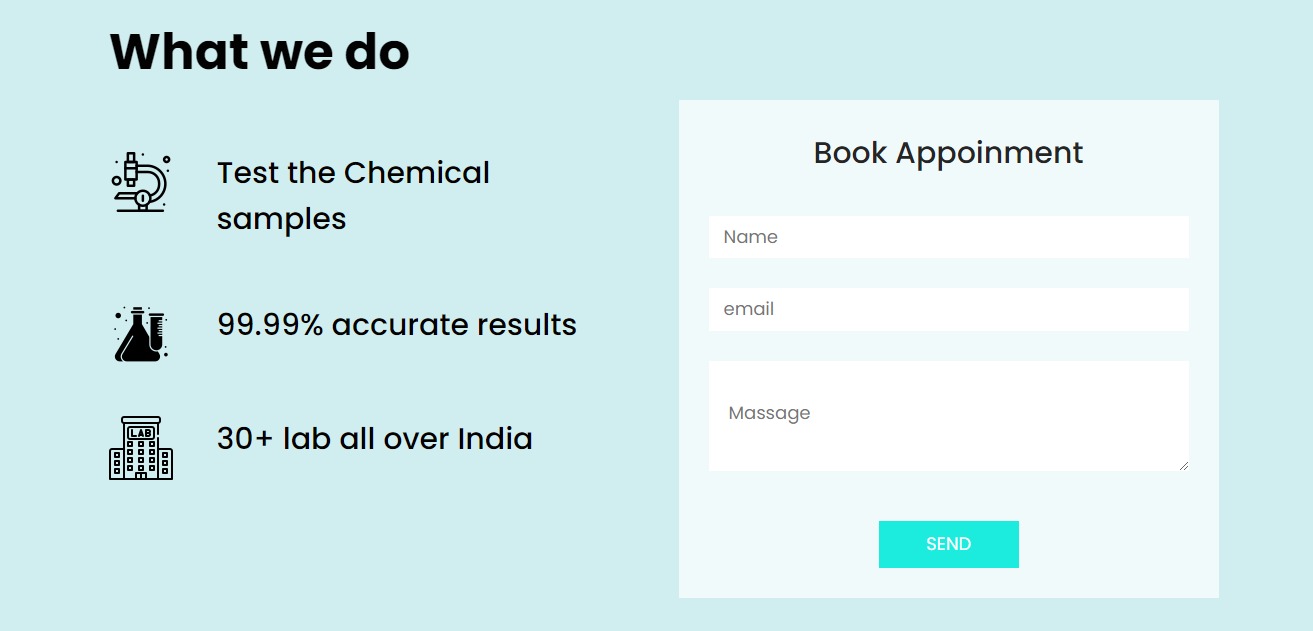 What we do
Test the Chemical
samples
99.99% accurate results
LAB
30+ lab all over India
Book Appoinment
Name
email
Massage
SEND